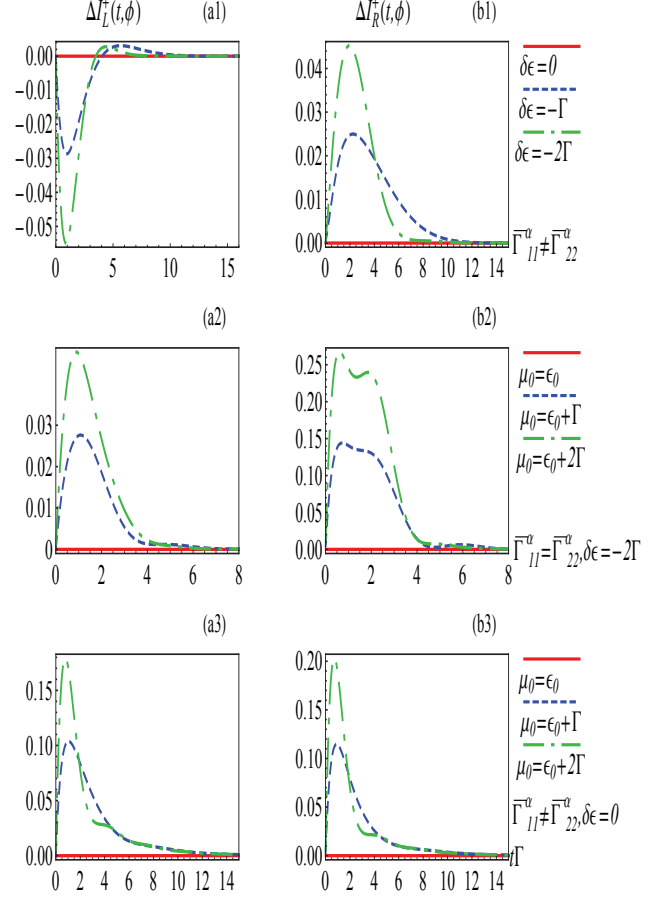 ΔI_L^+(t,ϕ) (a1) ΔI_R^+(t,ϕ) (b1)
0.00
−0.01
−0.02
−0.03
−0.04
−0.05
0 5 10 15
0.04
0.03
0.02
0.01
0.00
0 2 4 6 8 10 12 14
δϵ=0
δϵ=−Γ
δϵ=−2Γ
Γ̄_11^α≠Γ̄_22^α
(a2) (b2)
0.03
0.02
0.01
0
0 2 4 6 8
0.25
0.20
0.15
0.10
0.05
0.00
0 2 4 6 8
μ_0=ϵ_0
μ_0=ϵ_0+Γ
μ_0=ϵ_0+2Γ
Γ̄_11^α=Γ̄_22^α,δϵ=−2Γ
(a3) (b3)
0.15
0.10
0.05
0.00
0 2 4 6 8 10 12 14
0.20
0.15
0.10
0.05
0.00
0 2 4 6 8 10 12 14
μ_0=ϵ_0
μ_0=ϵ_0+Γ
μ_0=ϵ_0+2Γ
Γ̄_11^α≠Γ̄_22^α,δϵ=0
tΓ